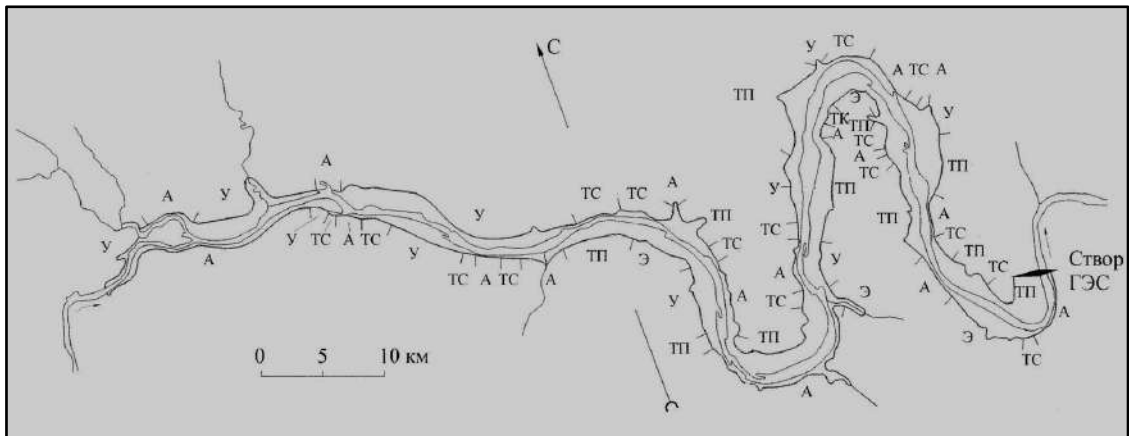 У ТС
С
А ТС А
ТП
Э
У
ТК ТП
А ТС
А
ТС
ТП
А
А
У
ТС ТС
А
У
ТП
ТП
У
У
ТП
А
ТП
У
ТС
ТС
А
ТС
У
А
У
ТС А ТС
У
ТП
Э
ТП
Створ
ГЭС
ТС
ТП
А
У
Э
А
ТС А ТС
А
У
А
ТС
А
0 5 10 км
ТП
ТП
Э
ТС
А
С